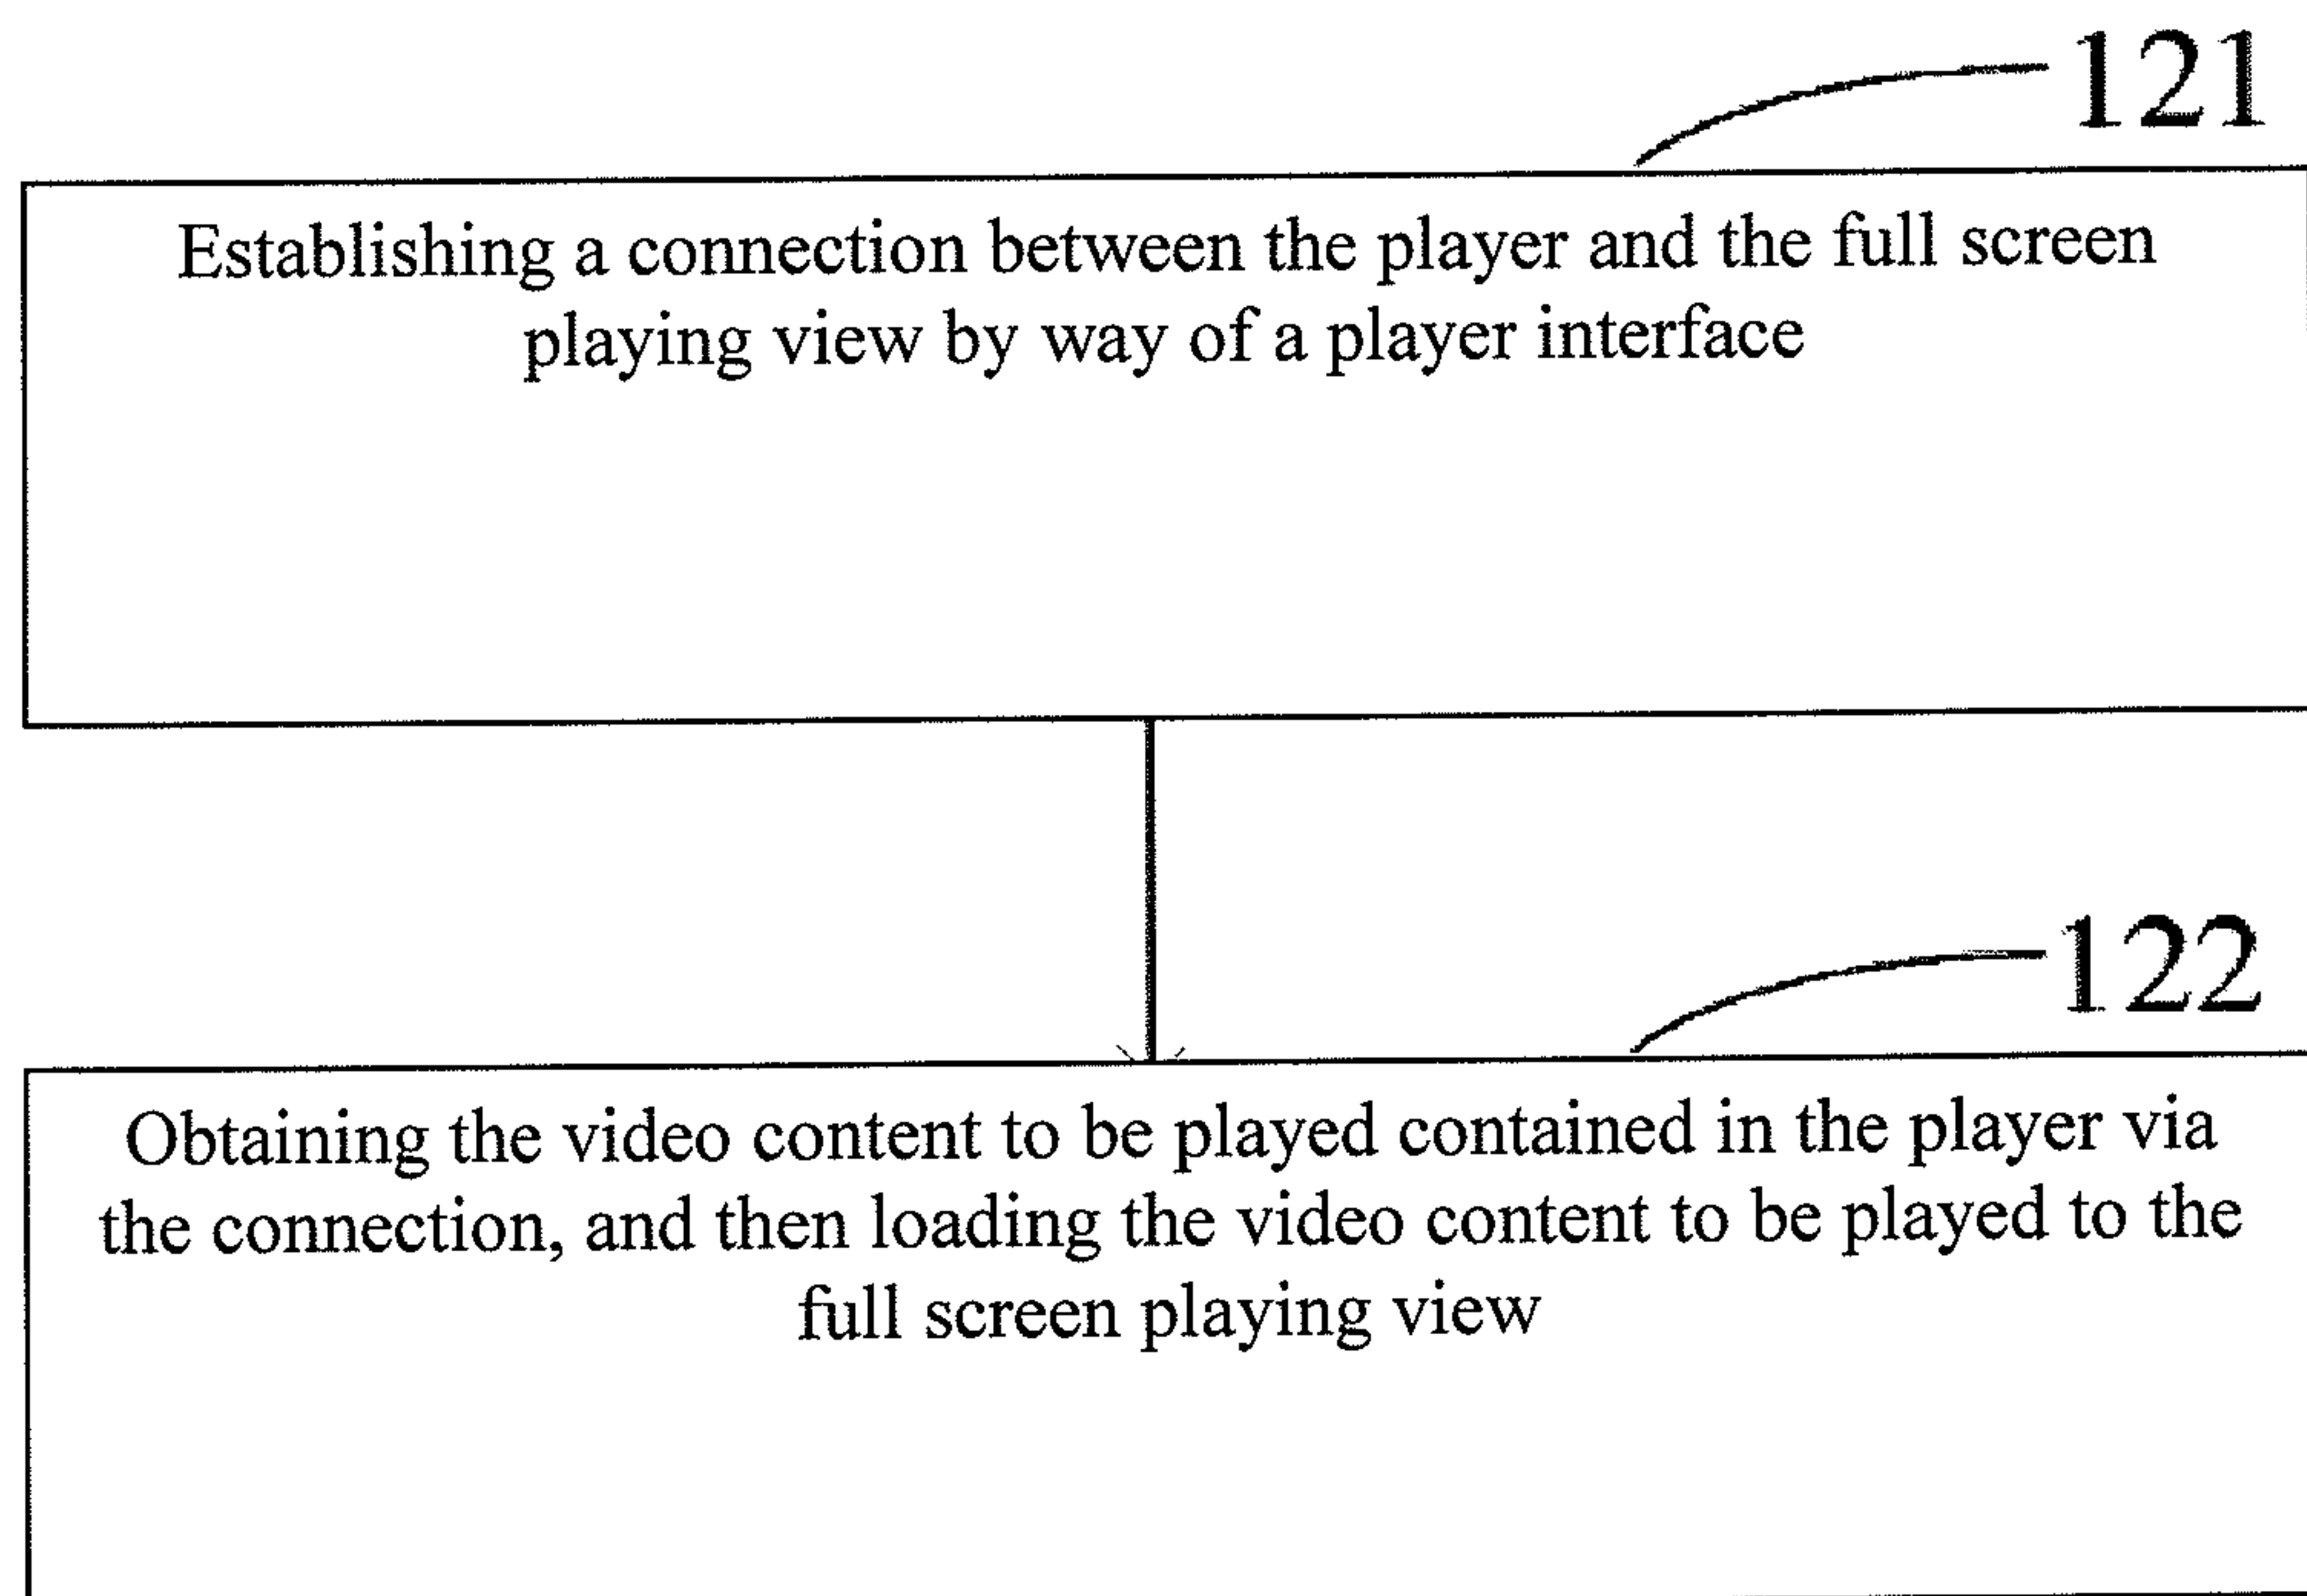 121
Establishing a connection between the player and the full screen
playing view by way of a player interface
122
Obtaining the video content to be played contained in the player via
the connection, and then loading the video content to be played to the
full screen playing view